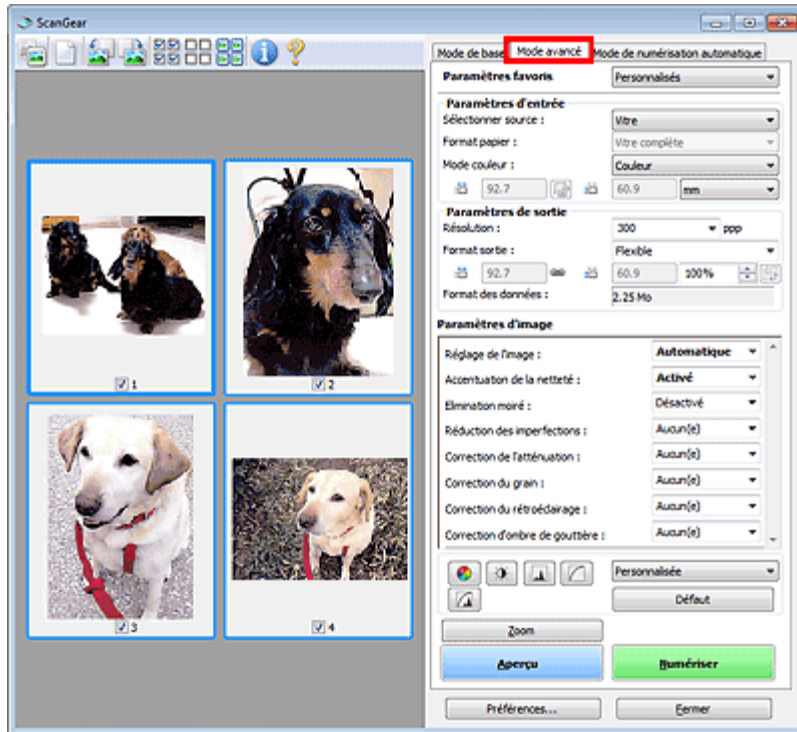 ScanGear
Mode de base Mode avancé Mode de numérisation automatique
Paramètres favoris Personnalisés
Paramètres d'entrée
Sélectionner source : Vitre
Format papier : Vitre complète
Mode couleur : Couleur
92.7 60.9 mm
Paramètres de sortie
Résolution : 300 ppp
Format sortie : Flexible
92.7 60.9 100%
Format des données : 2.25 Mo
Paramètres d'image
Réglage de l'image : Automatique
Accentuation de la netteté : Activé
Elimination moiré : Désactivé
Réduction des imperfections : Aucun(e)
Correction de l'atténuation : Aucun(e)
Correction du grain : Aucun(e)
Correction du rétroéclairage : Aucun(e)
Correction d'ombre de gouttière : Aucun(e)
Personnalisée
Défaut
Zoom
Aperçu Numériser
Préférences... Fermer
1 2
3 4